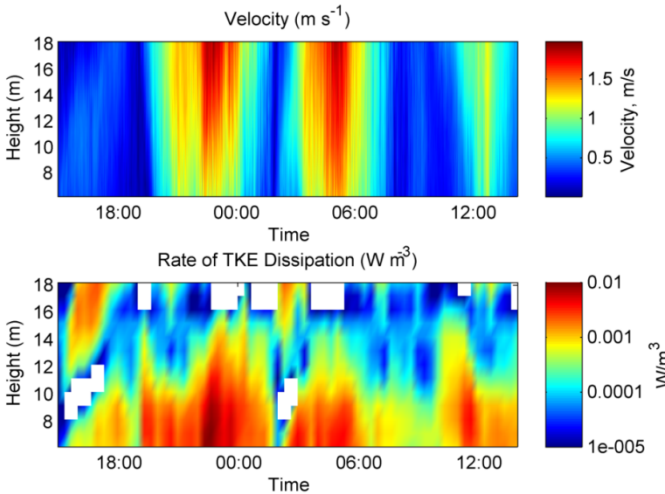 Velocity (m s⁻¹)
18
16
14
12
10
8
Height (m)
18:00
00:00
06:00
12:00
Time
1.5
1
0.5
Velocity, m/s
Rate of TKE Dissipation (W m⁻³)
18
16
14
12
10
8
Height (m)
18:00
00:00
06:00
12:00
Time
0.01
0.001
0.0001
1e-005
W/m³